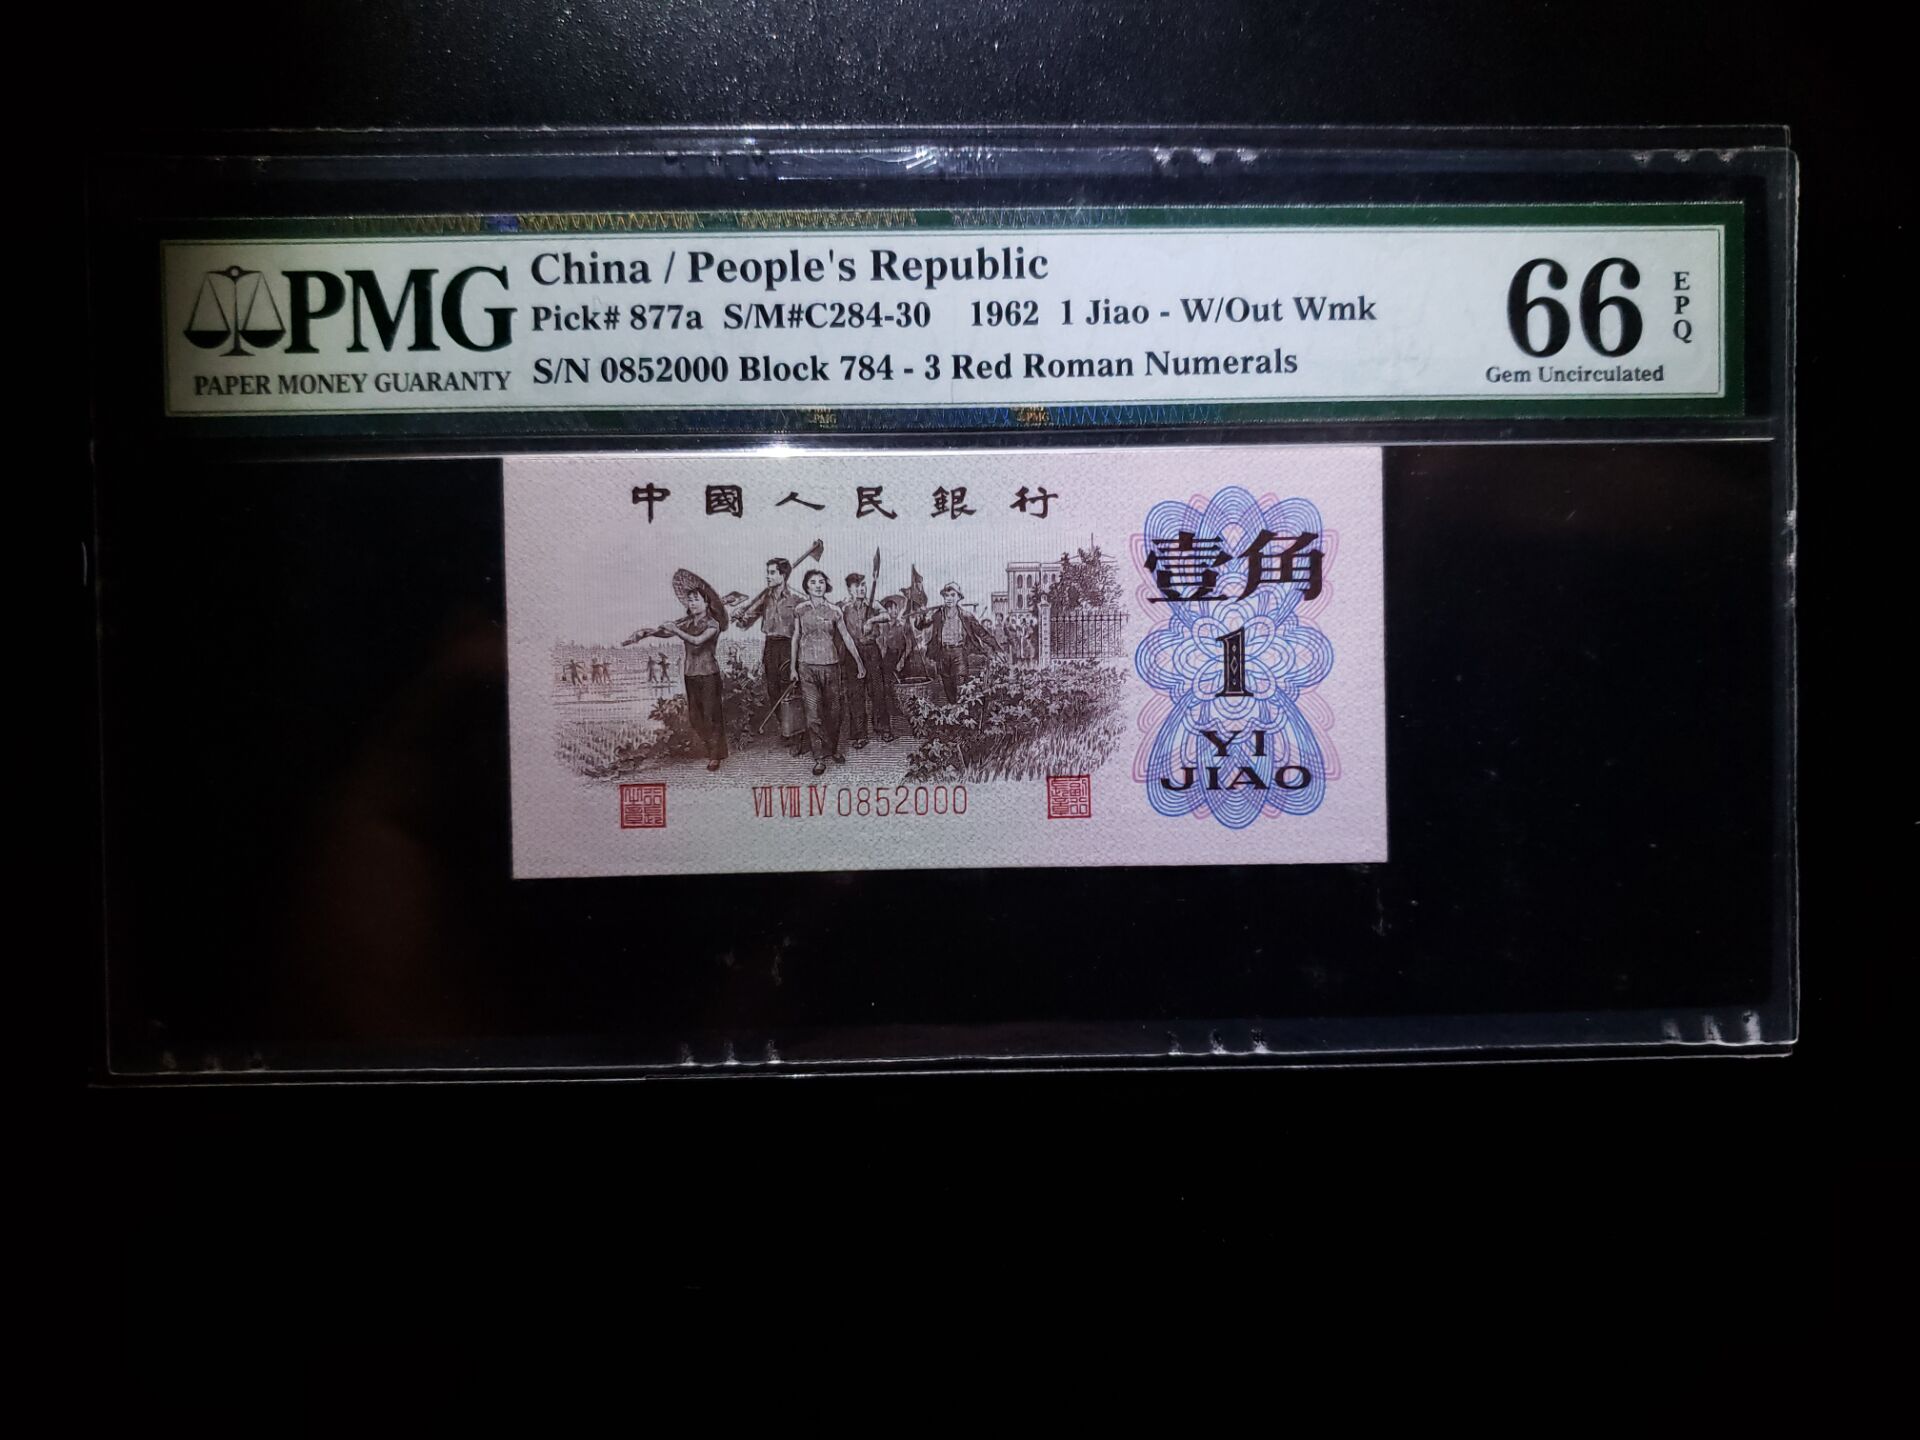 PMG
PAPER MONEY GUARANTY
China / People's Republic
Pick# 877a S/M#C284-30 1962 1 Jiao - W/Out Wmk
S/N 0852000 Block 784 - 3 Red Roman Numerals
66 EPQ
Gem Uncirculated
PMG PMG
中國人民銀行
壹角
1
YI
JIAO
ⅦⅧⅣ 0852000